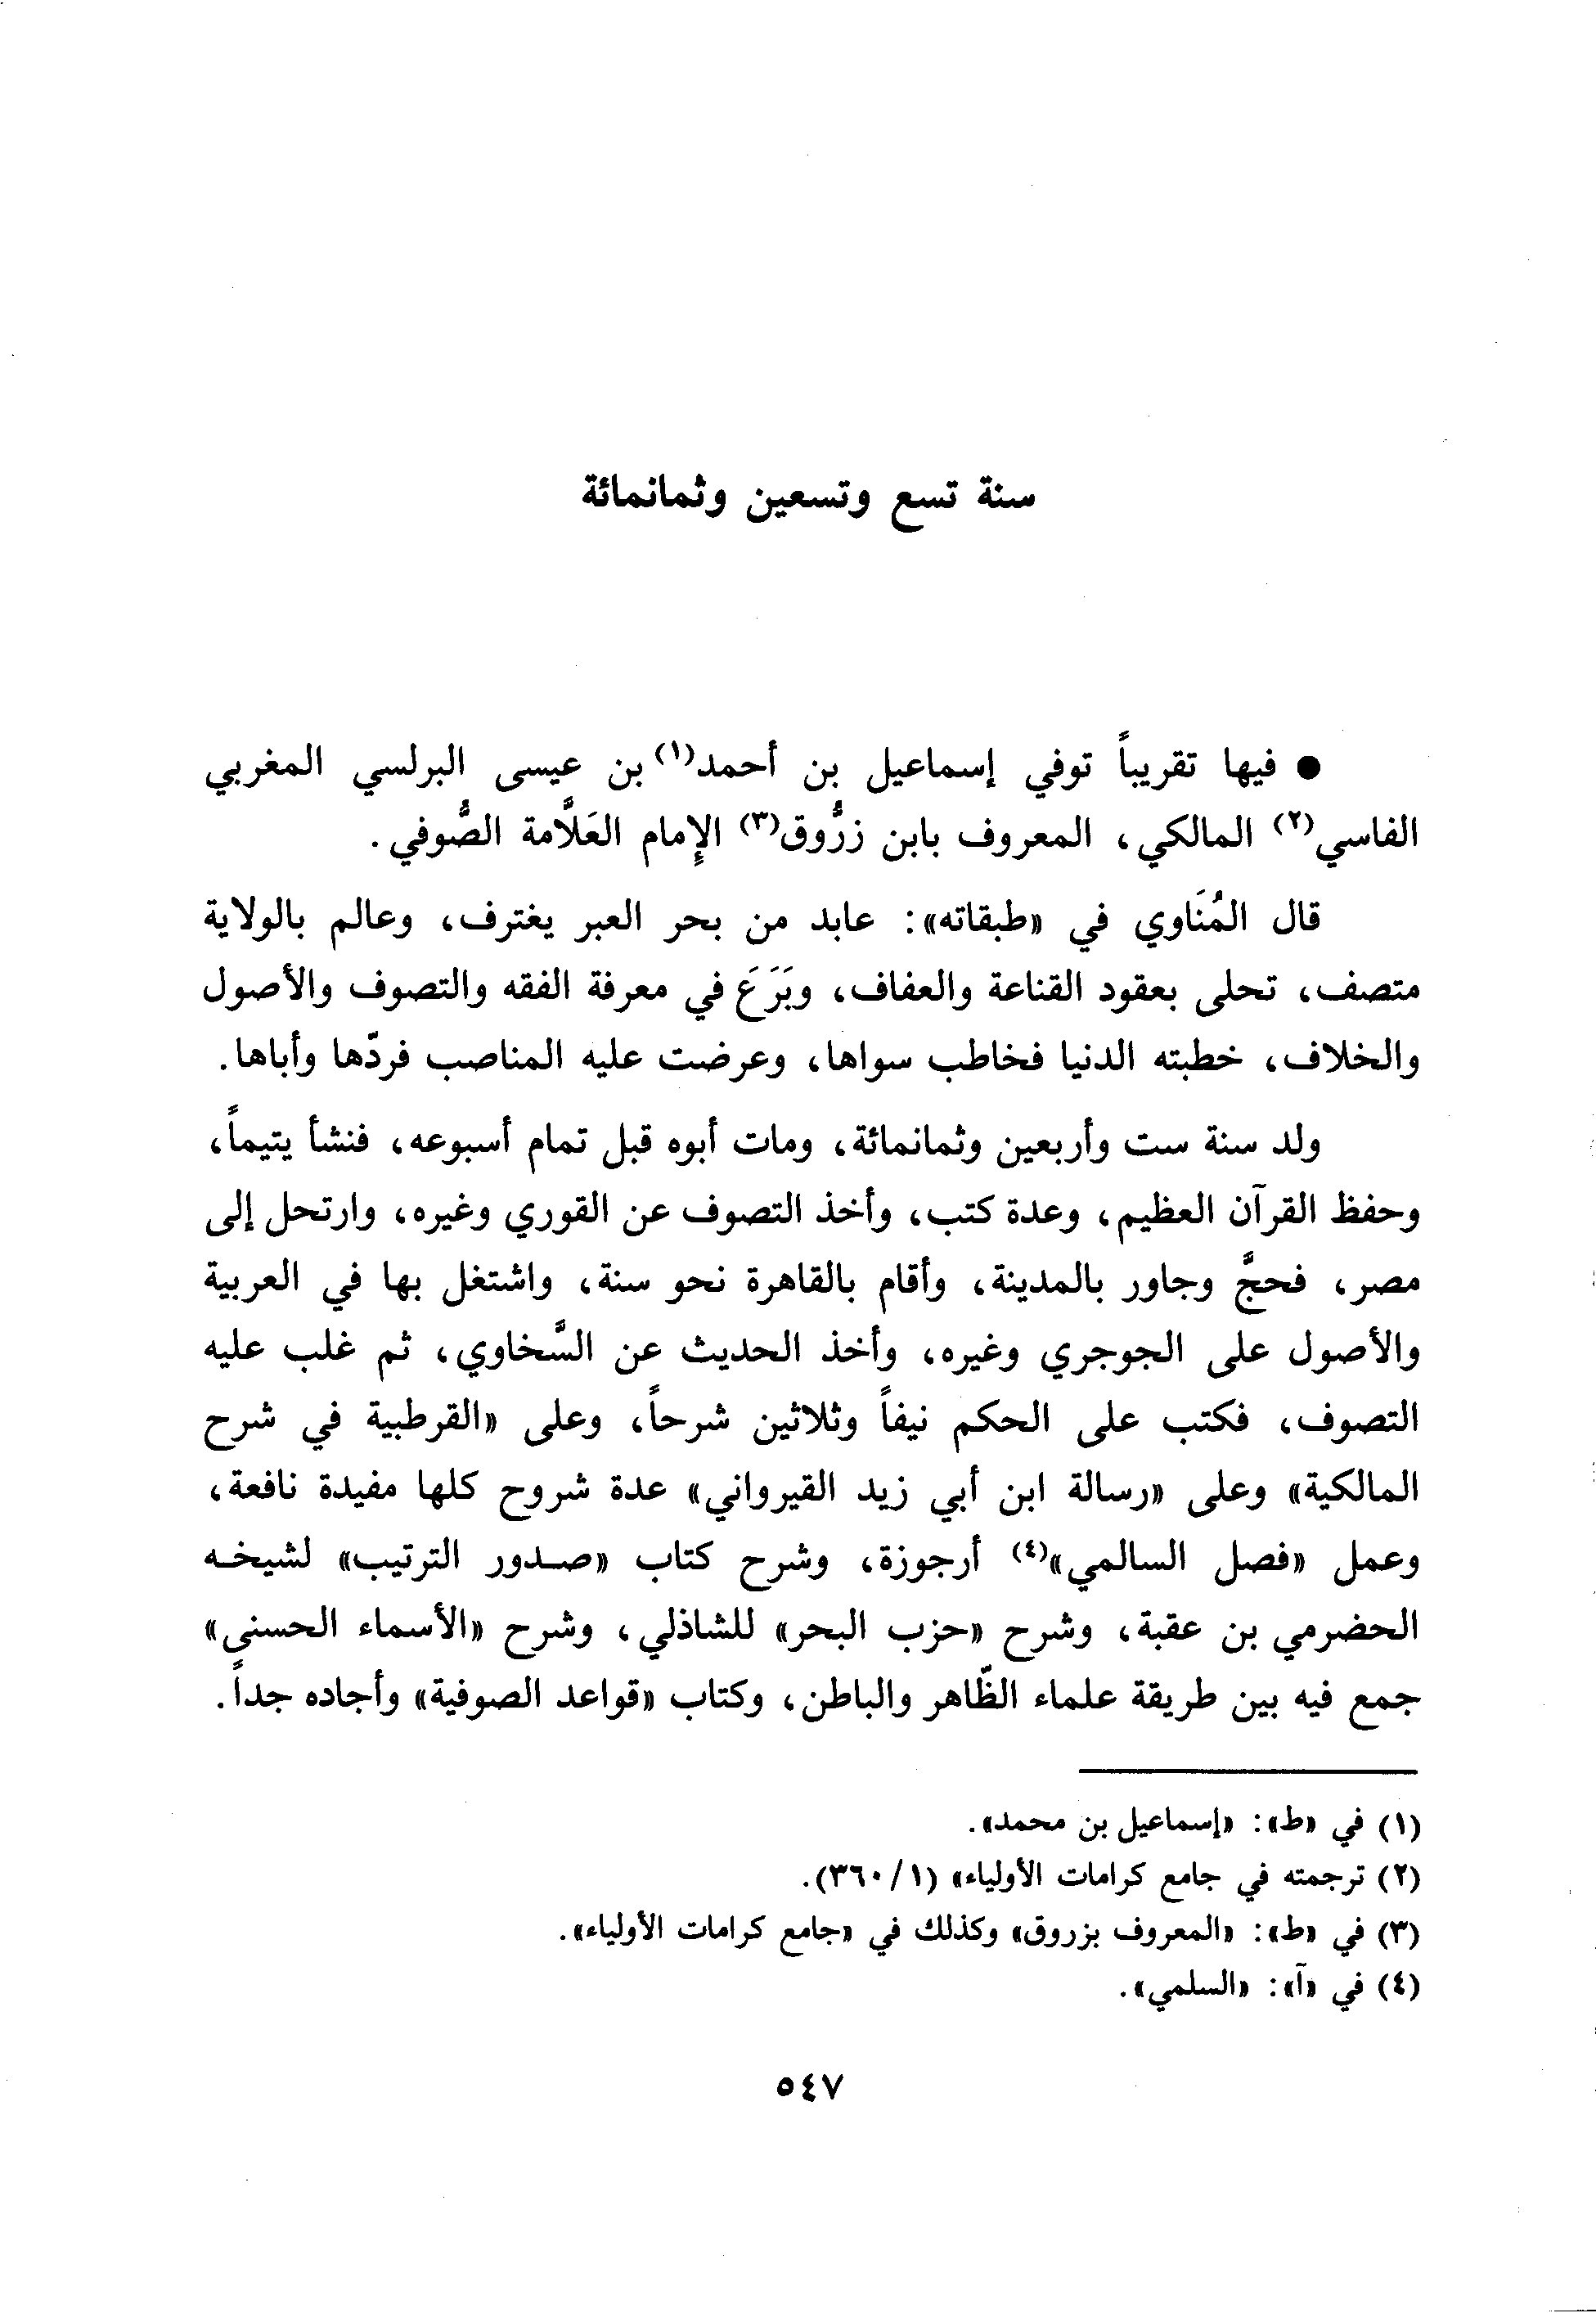 سنة تسع وتسعين وثمانمائة
● فيها تقريباً توفي إسماعيل بن أحمد(١) بن عيسى البرلسي المغربي
الفاسي(٢) المالكي، المعروف بابن زرُّوق(٣) الإمام العَلاَّمة الصُّوفي.
قال المُنَاوي في «طبقاته»: عابد من بحر العبر يغترف، وعالم بالولاية
متصف، تحلى بعقود القناعة والعفاف، وبَرَعَ في معرفة الفقه والتصوف والأصول
والخلاف، خطبته الدنيا فخاطب سواها، وعرضت عليه المناصب فردّها وأباها.
ولد سنة ست وأربعين وثمانمائة، ومات أبوه قبل تمام أسبوعه، فنشأ يتيماً،
وحفظ القرآن العظيم، وعدة كتب، وأخذ التصوف عن القوري وغيره، وارتحل إلى
مصر، فحجَّ وجاور بالمدينة، وأقام بالقاهرة نحو سنة، واشتغل بها في العربية
والأصول على الجوجري وغيره، وأخذ الحديث عن السَّخاوي، ثم غلب عليه
التصوف، فكتب على الحكم نيفاً وثلاثين شرحاً، وعلى «القرطبية في شرح
المالكية» وعلى «رسالة ابن أبي زيد القيرواني» عدة شروح كلها مفيدة نافعة،
وعمل «فصل السالمي»(٤) أرجوزة، وشرح كتاب «صدور الترتيب» لشيخه
الحضرمي بن عقبة، وشرح «حزب البحر» للشاذلي، وشرح «الأسماء الحسنى»
جمع فيه بين طريقة علماء الظّاهر والباطن، وكتاب «قواعد الصوفية» وأجاده جداً.
(١) في «ط»: «إسماعيل بن محمد».
(٢) ترجمته في جامع كرامات الأولياء» (١/٣٦٠).
(٣) في «ط»: «المعروف بزروق» وكذلك في «جامع كرامات الأولياء».
(٤) في «آ»: «السلمي».
٥٤٧